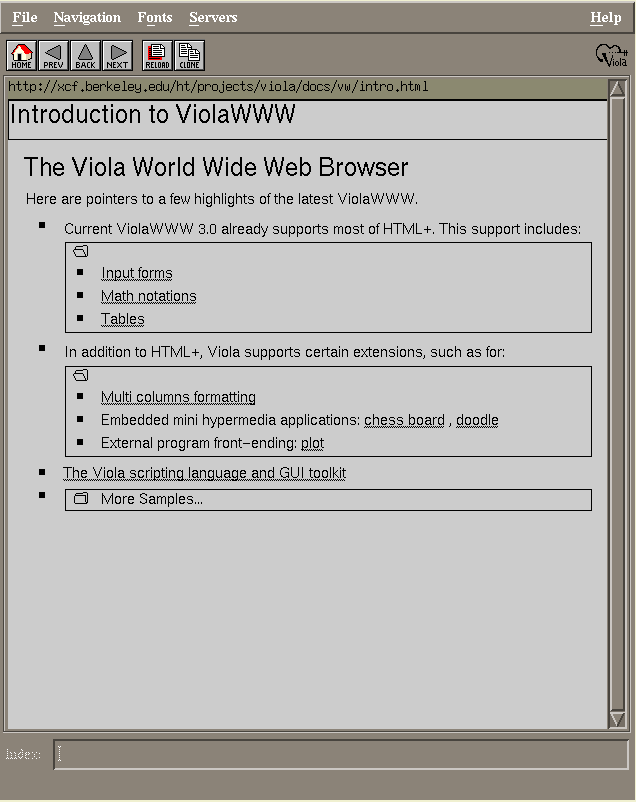 File Navigation Fonts Servers Help
HOME PREV BACK NEXT RELOAD CLONE Viola
http://xcf.berkeley.edu/ht/projects/viola/docs/vw/intro.html
Introduction to ViolaWWW
The Viola World Wide Web Browser
Here are pointers to a few highlights of the latest ViolaWWW.
Current ViolaWWW 3.0 already supports most of HTML+. This support includes:
Input forms
Math notations
Tables
In addition to HTML+, Viola supports certain extensions, such as for:
Multi columns formatting
Embedded mini hypermedia applications: chess board , doodle
External program front-ending: plot
The Viola scripting language and GUI toolkit
More Samples...
Index: